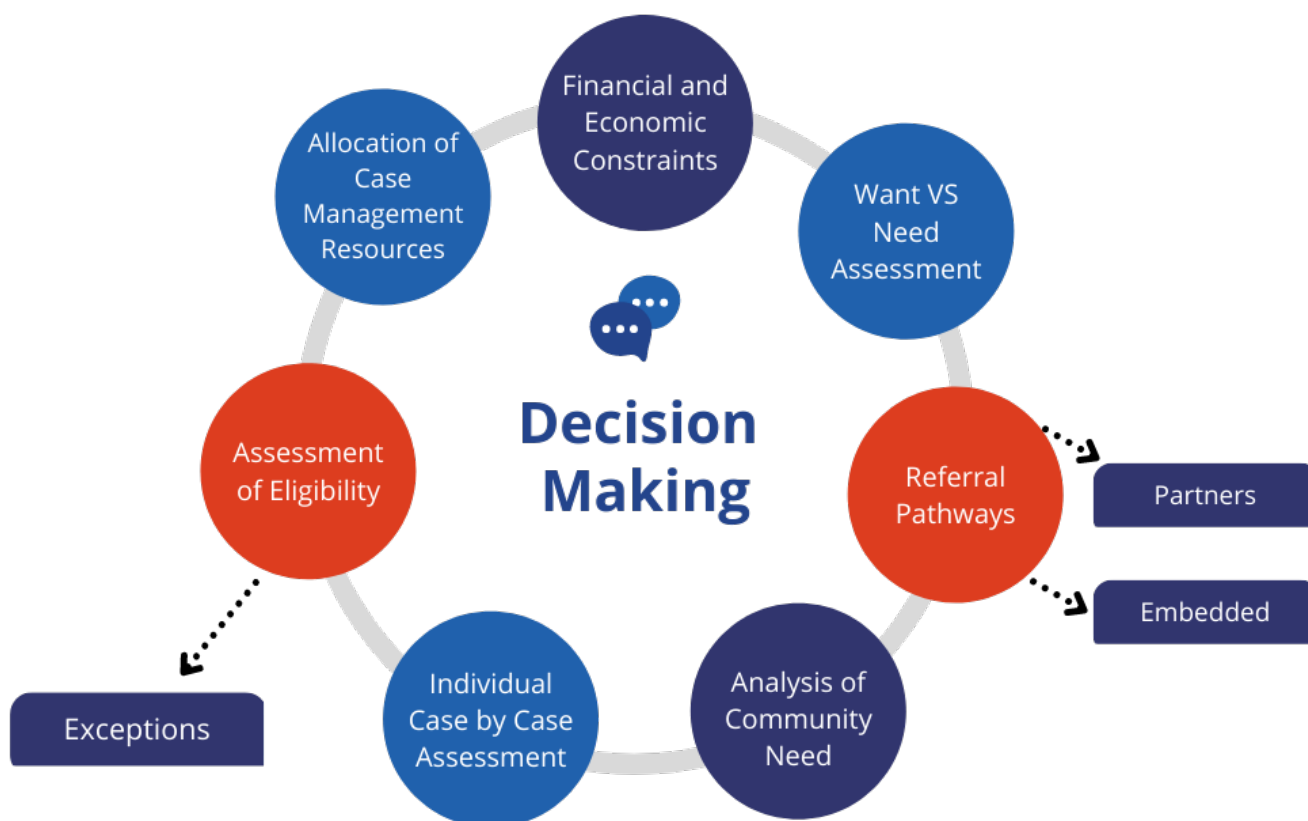 Financial and
Economic
Constraints
Allocation of
Case
Management
Resources
Want VS
Need
Assessment
Decision
Making
Assessment
of Eligibility
Referral
Pathways
Partners
Embedded
Individual
Case by Case
Assessment
Analysis of
Community
Need
Exceptions